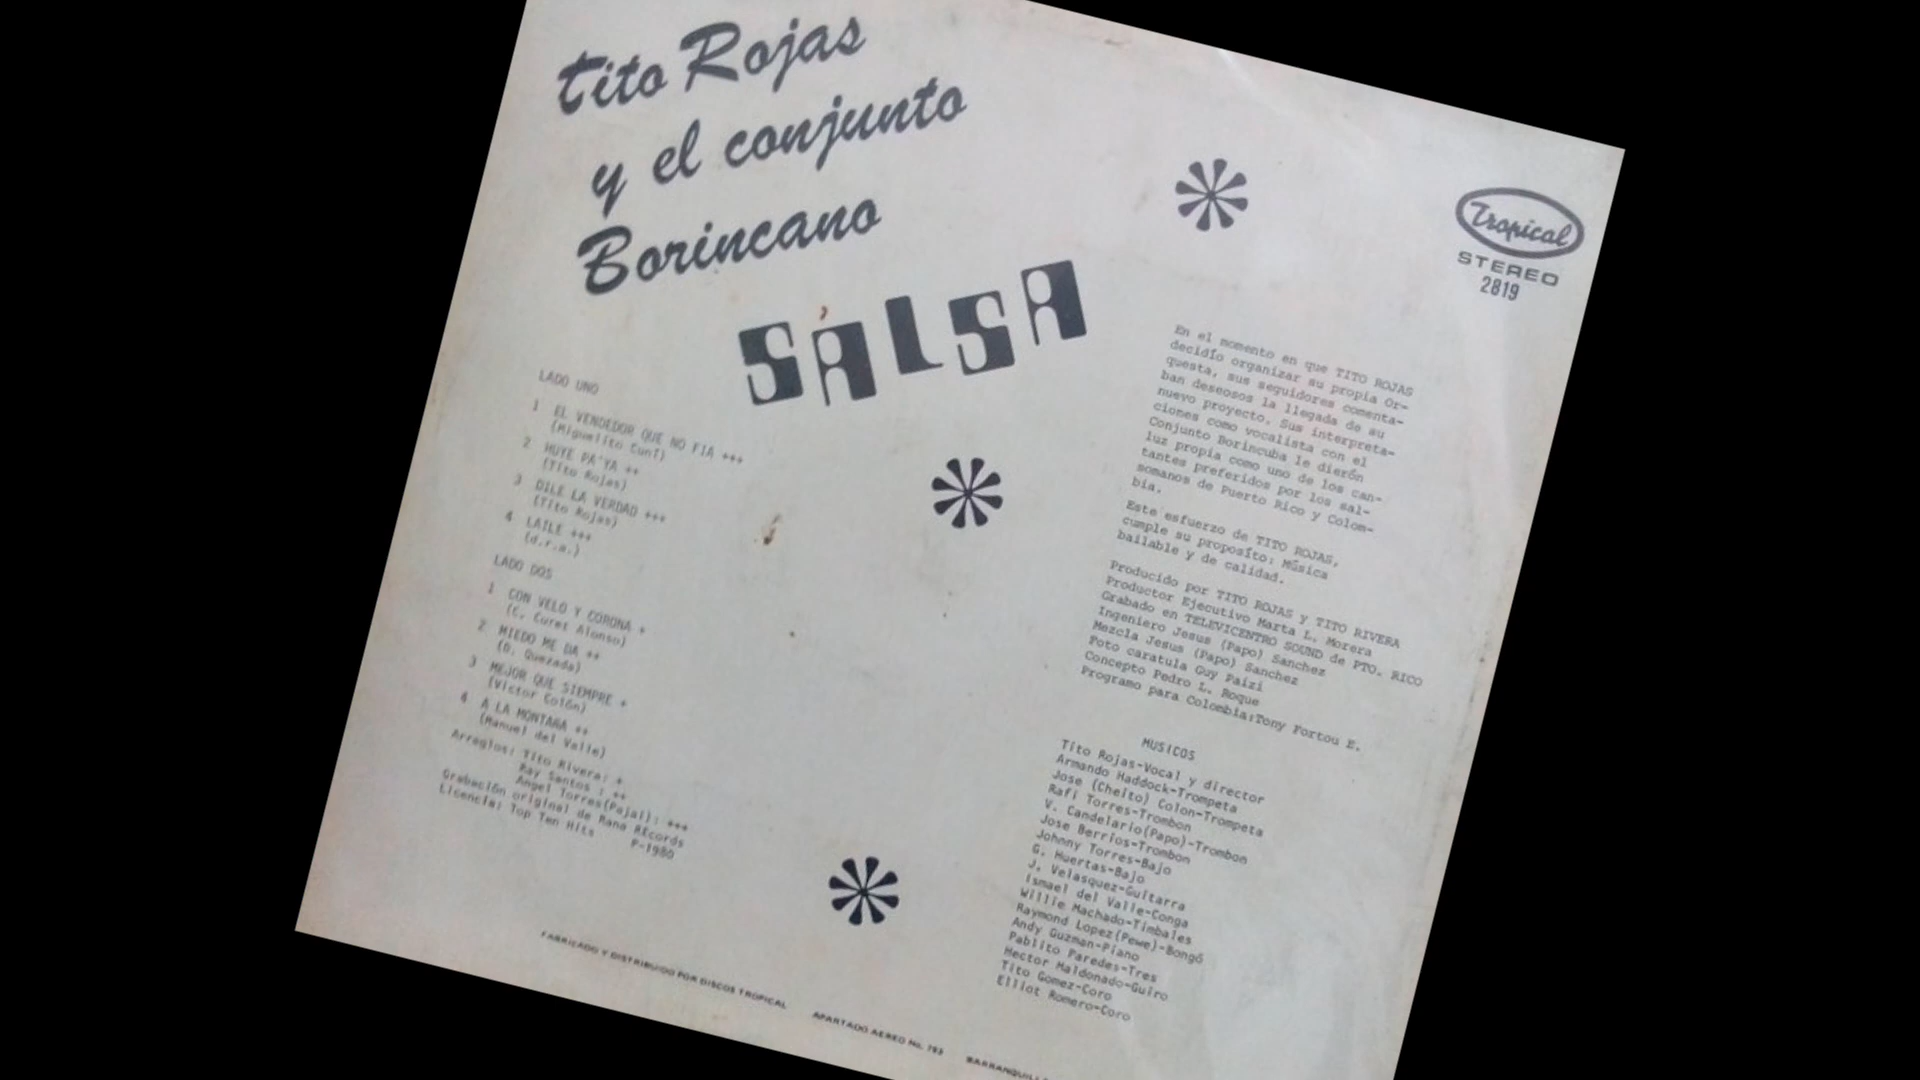 Tito Rojas
y el conjunto
Borincano
SALSA
Tropical
STEREO
2819
LADO UNO
1 EL VENDEDOR QUE NO FIA +++
(Miguelito Cuní)
2 HUYE PA'YA ++
(Tito Rojas)
3 DILE LA VERDAD +++
(Tito Rojas)
4 LAILE +++
(d.r.a.)
LADO DOS
1 CON VELO Y CORONA +
(C. Curet Alonso)
2 MIEDO ME DA ++
(D. Quezada)
3 MEJOR QUE SIEMPRE +
(Victor Colón)
4 A LA MONTAÑA ++
(Manuel del Valle)
Arreglos: Tito Rivera: +
Ray Santos : ++
Angel Torres(Pajai): +++
Grabación original de Rana REcords
Licencia: Top Ten Hits
P-1980
En el momento en que TITO ROJAS
decidío organizar su propia Or-
questa, sus seguidores comenta-
ban deseosos la llegada de su
nuevo proyecto. Sus interpreta-
ciones como vocalista con el
Conjunto Borincuba le dierón
luz propia como uno de los can-
tantes preferidos por los sal-
somanos de Puerto Rico y Colom-
bia.
Este esfuerzo de TITO ROJAS,
cumple su proposíto: Música
bailable y de calidad.
Producido por TITO ROJAS y TITO RIVERA
Productor Ejecutivo Marta L. Morera
Grabado en TELEVICENTRO SOUND de PTO. RICO
Ingeniero Jesus (Papo) Sanchez
Mezcla Jesus (Papo) Sanchez
Foto caratula Guy Paizi
Concepto Pedro L. Roque
Programo para Colombia:Tony Fortou E.
MUSICOS
Tito Rojas-Vocal y director
Armando Haddock-Trompeta
Jose (Cheito) Colon-Trompeta
Rafi Torres-Trombon
V. Candelario(Papo)-Trombon
Jose Berrios-Trombon
Johnny Torres-Bajo
G. Huertas-Bajo
J. Velasquez-Guitarra
Ismael del Valle-Conga
Willie Machado-Timbales
Raymond Lopez(Pewe)-Bongó
Andy Guzman-Piano
Pablito Paredes-Tres
Hector Maldonado-Guiro
Tito Gomez-Coro
Elliot Romero-Coro
FABRICADO Y DISTRIBUIDO POR DISCOS TROPICAL APARTADO AEREO No. 763